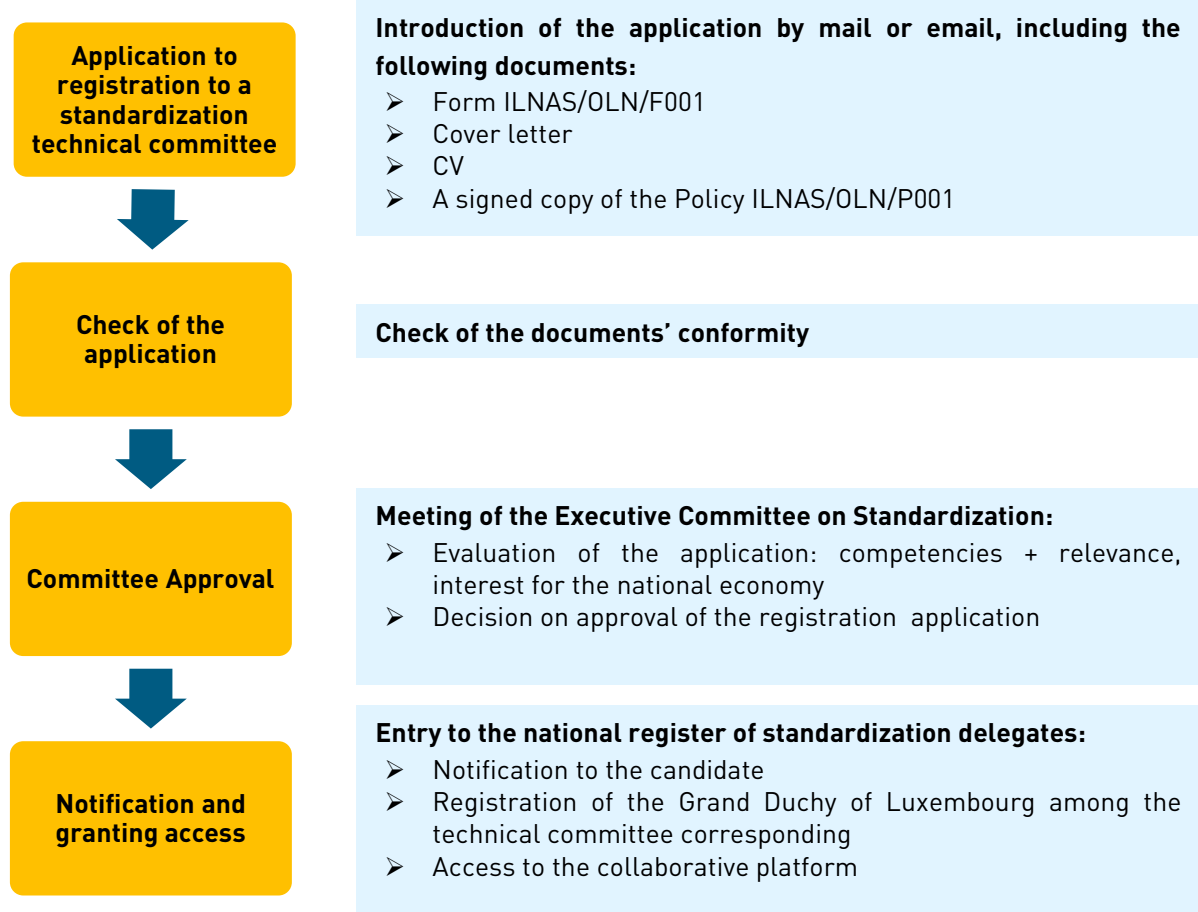 Application to
registration to a
standardization
technical committee
Introduction of the application by mail or email, including the
following documents:
➢ Form ILNAS/OLN/F001
➢ Cover letter
➢ CV
➢ A signed copy of the Policy ILNAS/OLN/P001
Check of the
application
Check of the documents’ conformity
Committee Approval
Meeting of the Executive Committee on Standardization:
➢ Evaluation of the application: competencies + relevance,
interest for the national economy
➢ Decision on approval of the registration application
Notification and
granting access
Entry to the national register of standardization delegates:
➢ Notification to the candidate
➢ Registration of the Grand Duchy of Luxembourg among the
technical committee corresponding
➢ Access to the collaborative platform